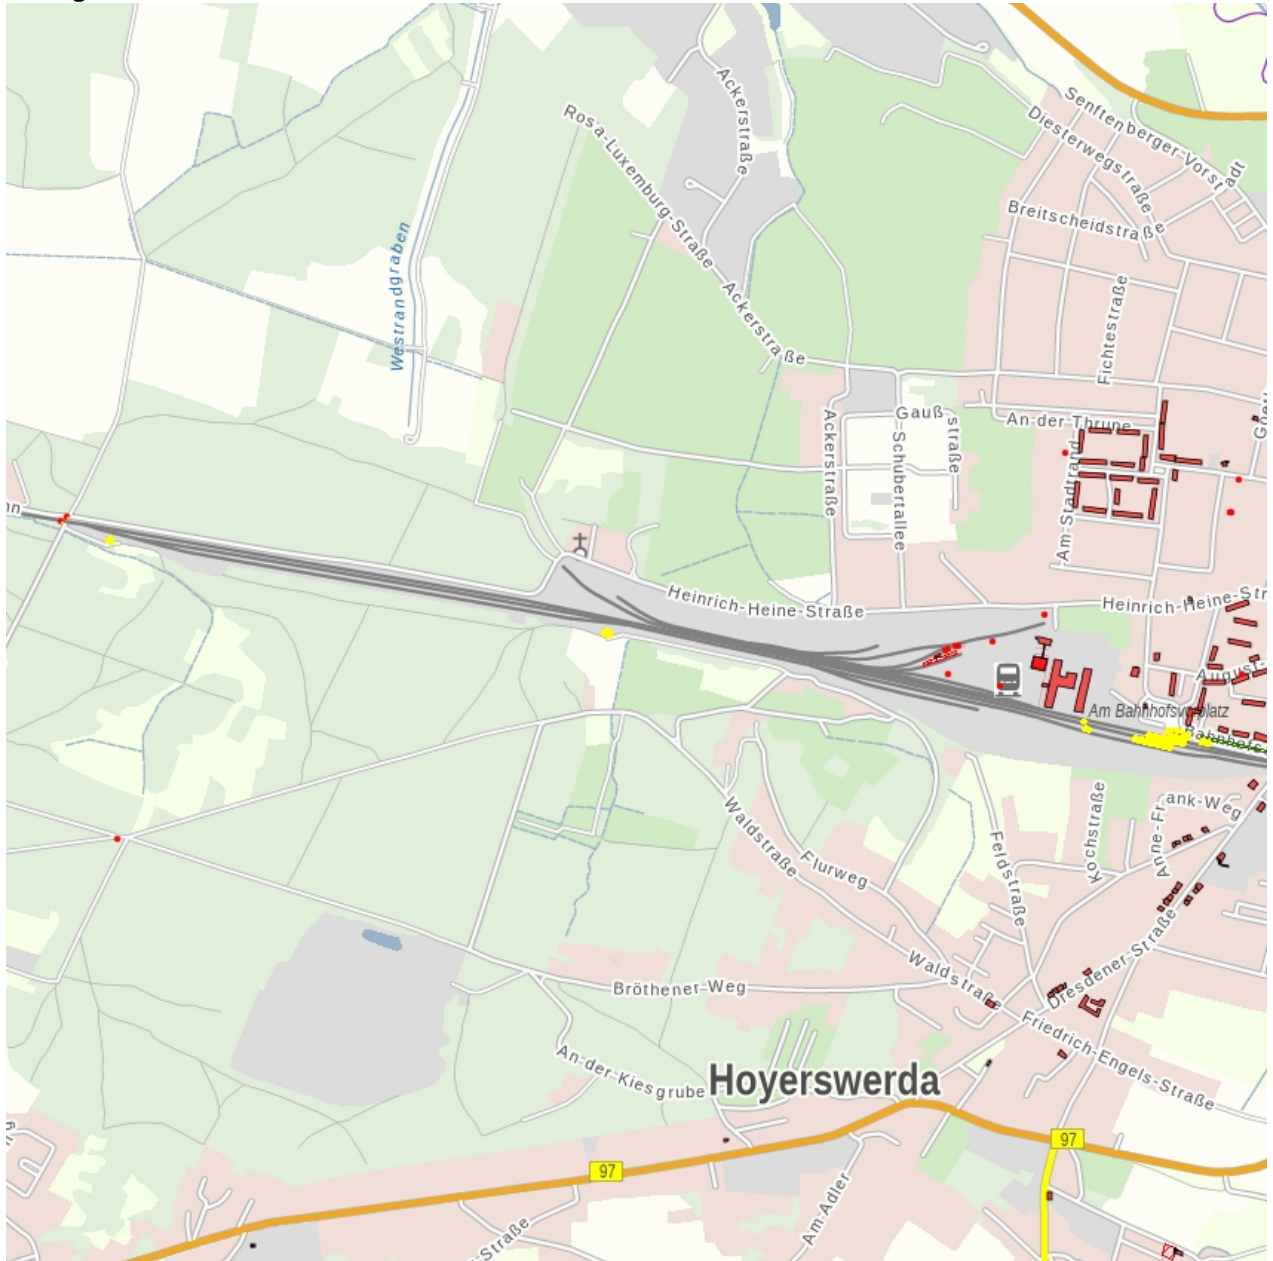 Ackerstraße
Rosa-Luxemburg-Straße
Senftenberger-Vorstadt
Diesterwegstraße
Breitscheidstraße
Westrandgraben
Ackerstraße
Fichtestraße
An-der-Thrune
Gaußstraße
Ackerstraße
Schubertallee
Am-Stadtrand
Heinrich-Heine-Straße
Heinrich-Heine-Str
August-
Am Bahnhofsvorplatz
Bahnhofs
Waldstraße
Flurweg
Feldstraße
Kochstraße
Anne-Frank-Weg
Dresdener-Straße
Waldstraße
Bröthener-Weg
Friedrich-Engels-Straße
An-der-Kiesgrube
Hoyerswerda
97
97
Am-Adler
-Straße